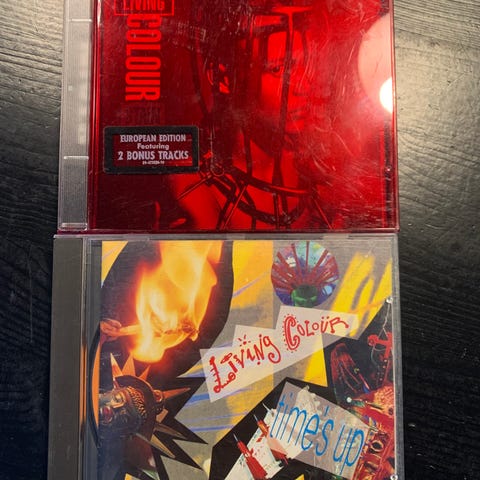 LIVING
COLOUR
EUROPEAN EDITION
Featuring
2 BONUS TRACKS
LIVING COLOUR
time's up